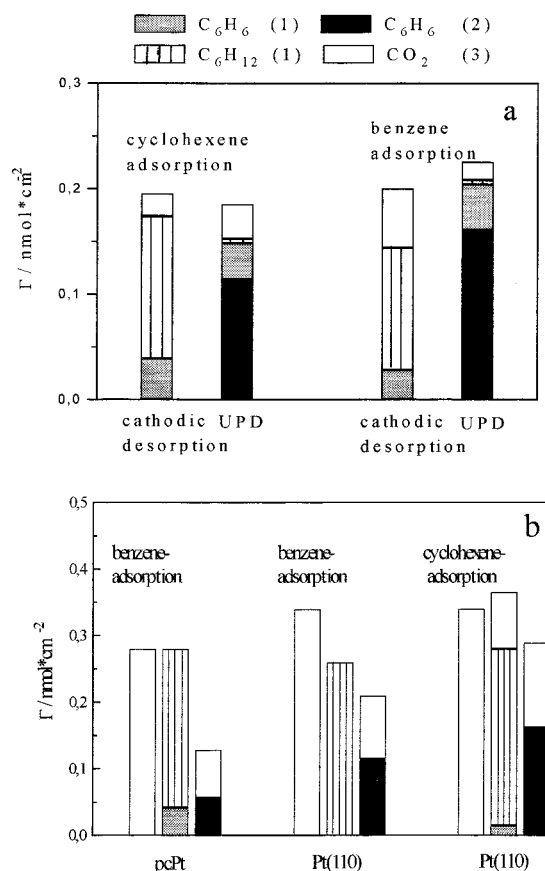 C₆H₆ (1) C₆H₆ (2)
C₆H₁₂ (1) CO₂ (3)
a
0,3
0,2
0,1
0,0
Γ / nmol*cm⁻²
cyclohexene
adsorption
benzene
adsorption
cathodic UPD
desorption
cathodic UPD
desorption
b
0,5
0,4
0,3
0,2
0,1
0,0
Γ / nmol*cm⁻²
benzene-
adsorption
benzene-
adsorption
cyclohexene-
adsorption
pcPt Pt(110) Pt(110)